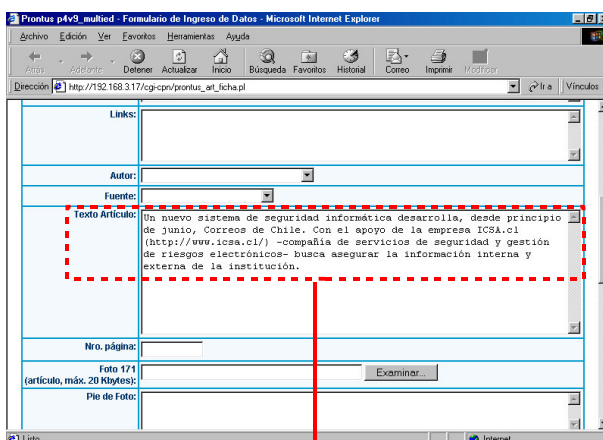 Prontus p4v9_multied - Formulario de Ingreso de Datos - Microsoft Internet Explorer
Archivo Edición Ver Favoritos Herramientas Ayuda
Atrás Adelante Detener Actualizar Inicio Búsqueda Favoritos Historial Correo Imprimir Modificar
Dirección http://192.168.3.17/cgi-cpn/prontus_art_ficha.pl Ir a Vínculos
Links:
Autor:
Fuente:
Texto Artículo:
Un nuevo sistema de seguridad informática desarrolla, desde principio
de junio, Correos de Chile. Con el apoyo de la empresa ICSA.cl
(http://www.icsa.cl/) -compañía de servicios de seguridad y gestión
de riesgos electrónicos- busca asegurar la información interna y
externa de la institución.
Nro. página:
Foto 171
(artículo, máx. 20 Kbytes):
Examinar...
Pie de Foto:
Listo Internet